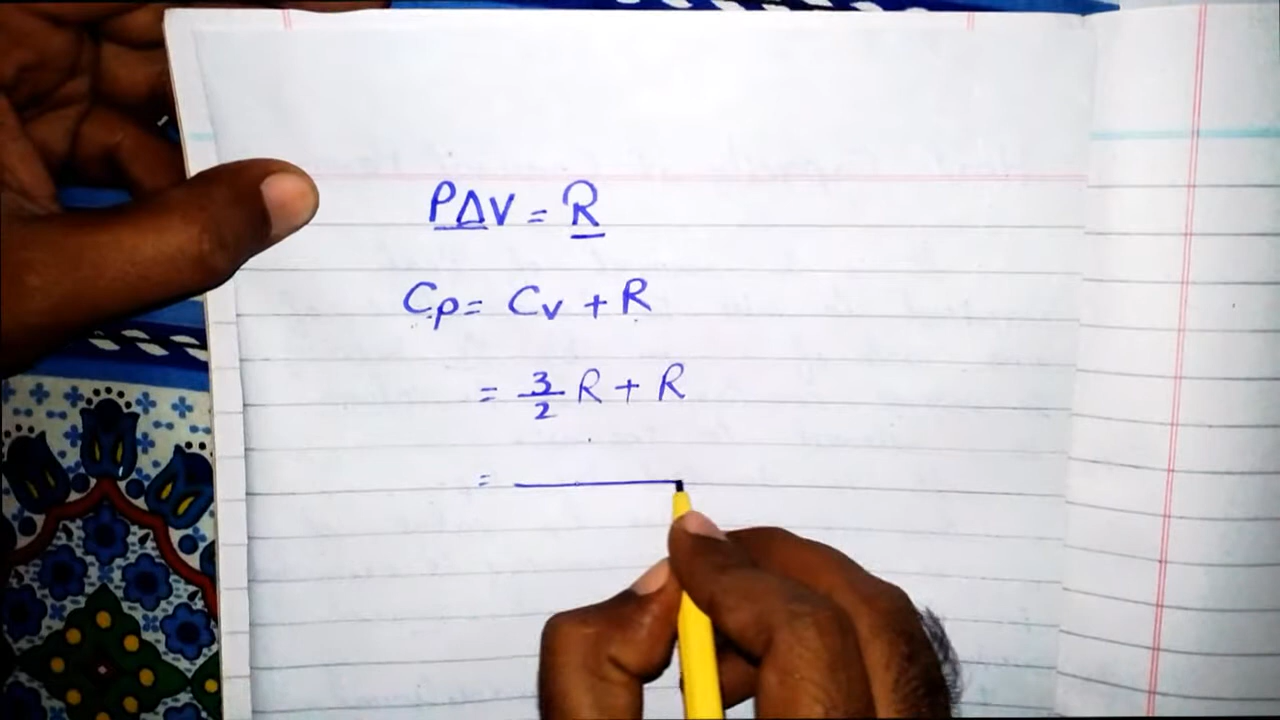 PΔV = R
Cp = Cv + R
= 3/2 R + R
=